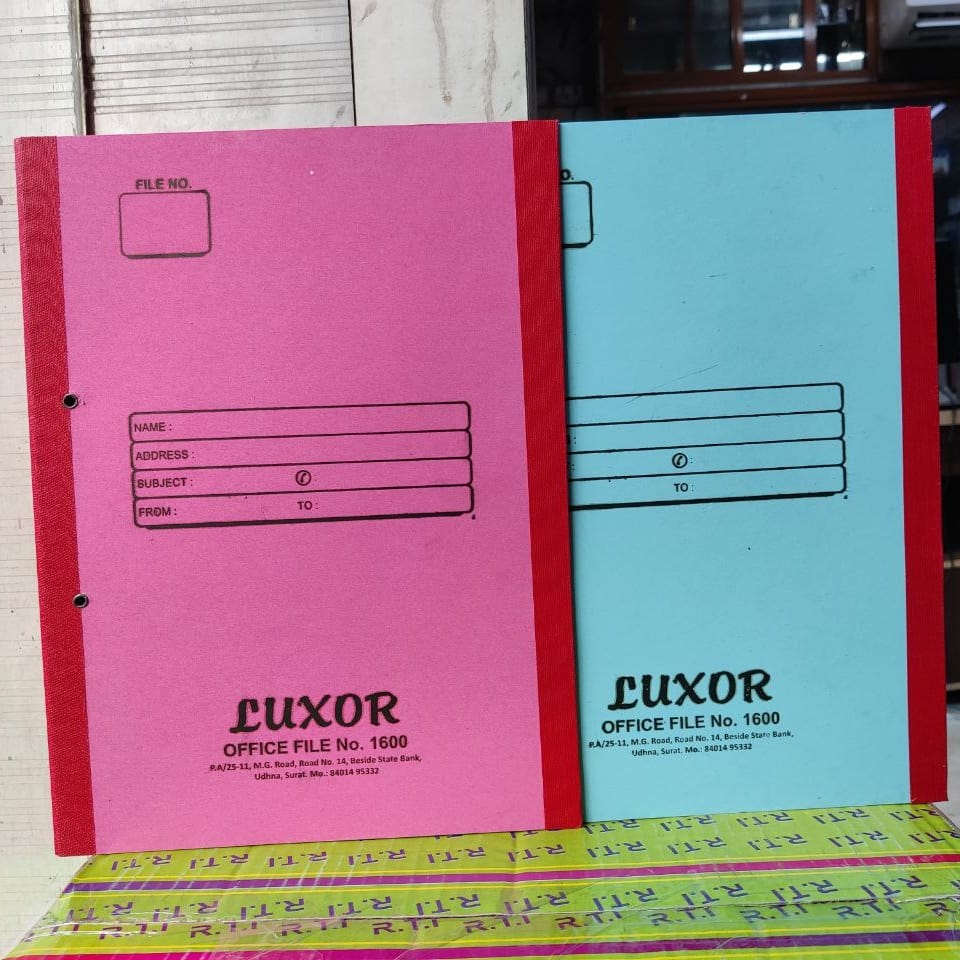 FILE NO.
NAME :
ADDRESS :
SUBJECT : ✆
FROM : TO :
LUXOR
OFFICE FILE No. 1600
P.A/25-11, M.G. Road, Road No. 14, Beside State Bank,
Udhna, Surat. Mo.: 84014 95332
O.
:
✆ :
TO :
LUXOR
OFFICE FILE No. 1600
P.A/25-11, M.G. Road, Road No. 14, Beside State Bank,
Udhna, Surat. Mo.: 84014 95332
R.T.I R.T.I R.T.I R.T.I R.T.I R.T.I R.T.I
R.T.I R.T.I R.T.I R.T.I R.T.I R.T.I R.T.I
R.T.I R.T.I R.T.I R.T.I R.T.I R.T.I R.T.I